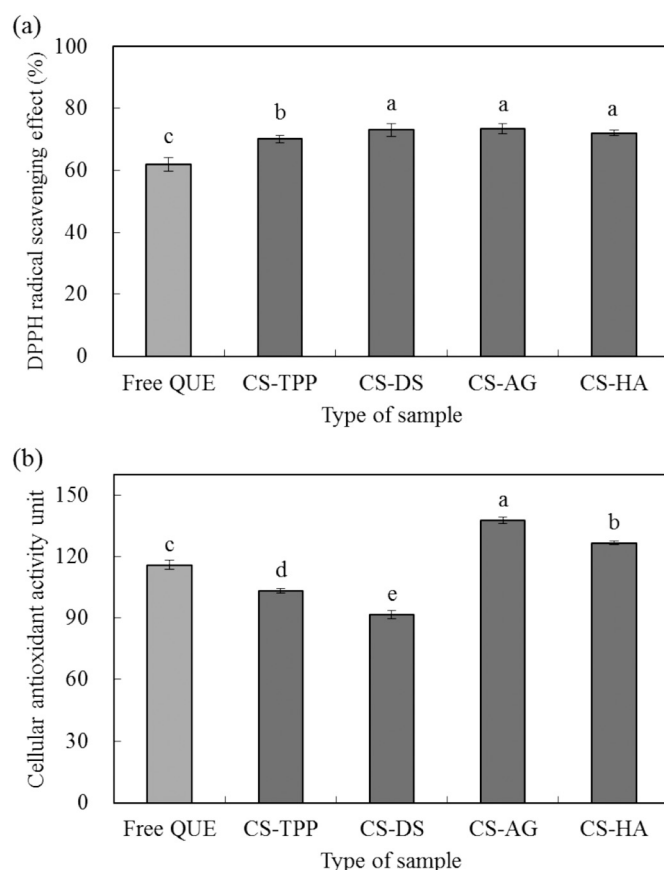 (a)
DPPH radical scavenging effect (%)
100
80
60
40
20
0
c
b
a
a
a
Free QUE CS-TPP CS-DS CS-AG CS-HA
Type of sample
(b)
Cellular antioxidant activity unit
150
120
90
60
30
0
c
d
e
a
b
Free QUE CS-TPP CS-DS CS-AG CS-HA
Type of sample